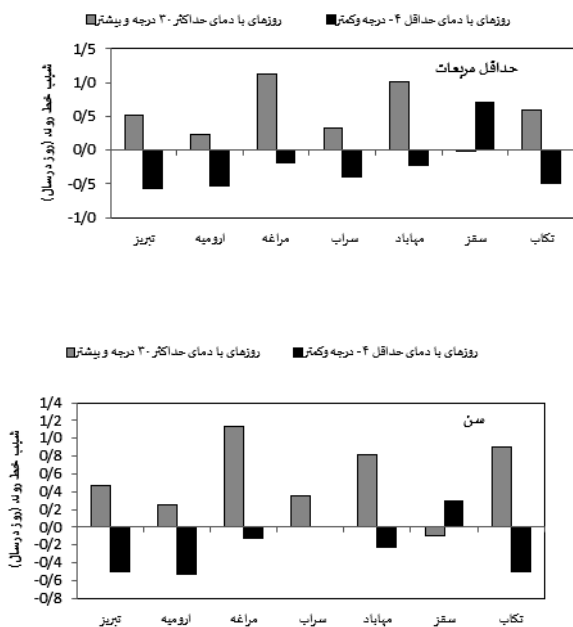 روزهای با دمای حداکثر ۳۰ درجه و بیشتر
روزهای با دمای حداقل ۴- درجه وکمتر
حداقل مربعات
شیب خط روند (روز درسال)
1/5
1/0
0/5
0/0
-0/5
-1/0
تبریز
ارومیه
مراغه
سراب
مهاباد
سقز
تکاب
روزهای با دمای حداکثر ۳۰ درجه و بیشتر
روزهای با دمای حداقل ۴- درجه وکمتر
سن
شیب خط روند (روز درسال)
1/4
1/2
1/0
0/8
0/6
0/4
0/2
0/0
-0/2
-0/4
-0/6
-0/8
تبریز
ارومیه
مراغه
سراب
مهاباد
سقز
تکاب